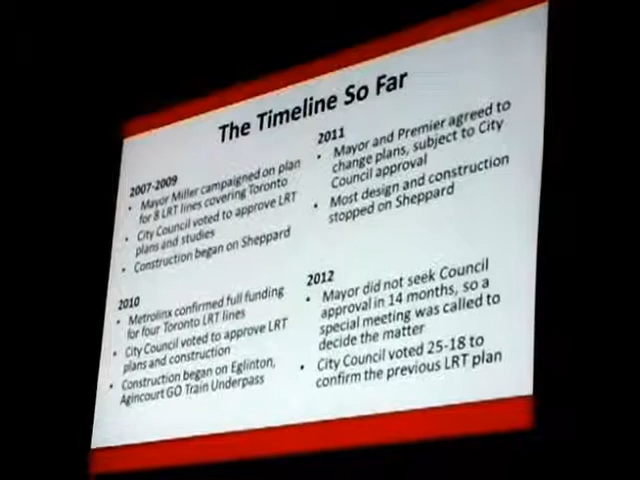 The Timeline So Far
2007-2009
• Mayor Miller campaigned on plan
for 8 LRT lines covering Toronto
• City Council voted to approve LRT
plans and studies
• Construction began on Sheppard
2010
• Metrolinx confirmed full funding
for four Toronto LRT lines
• City Council voted to approve LRT
plans and construction
• Construction began on Eglinton,
Agincourt GO Train Underpass
2011
• Mayor and Premier agreed to
change plans, subject to City
Council approval
• Most design and construction
stopped on Sheppard
2012
• Mayor did not seek Council
approval in 14 months, so a
special meeting was called to
decide the matter
• City Council voted 25-18 to
confirm the previous LRT plan